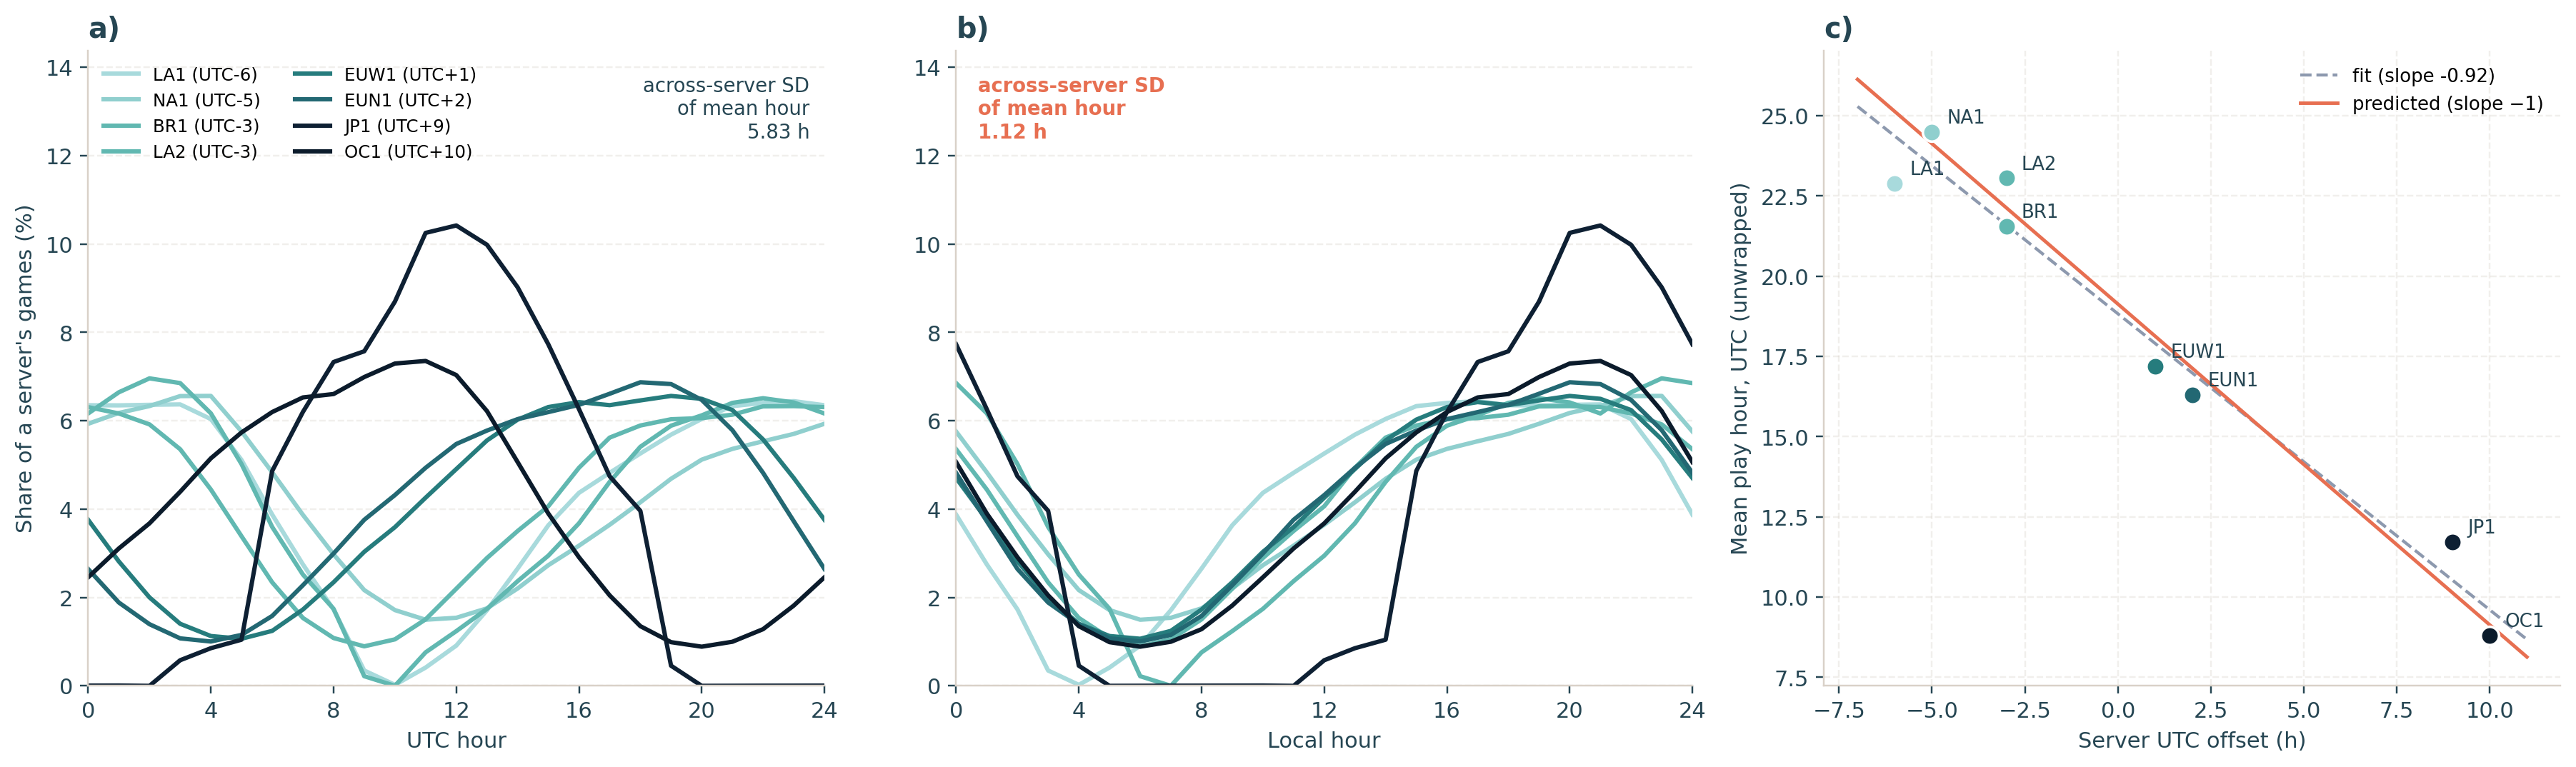 a)
LA1 (UTC-6)
NA1 (UTC-5)
BR1 (UTC-3)
LA2 (UTC-3)
EUW1 (UTC+1)
EUN1 (UTC+2)
JP1 (UTC+9)
OC1 (UTC+10)
across-server SD
of mean hour
5.83 h
Share of a server's games (%)
14
12
10
8
6
4
2
0
0
4
8
12
16
20
24
UTC hour
b)
across-server SD
of mean hour
1.12 h
14
12
10
8
6
4
2
0
0
4
8
12
16
20
24
Local hour
c)
fit (slope -0.92)
predicted (slope −1)
Mean play hour, UTC (unwrapped)
25.0
22.5
20.0
17.5
15.0
12.5
10.0
7.5
NA1
LA1
LA2
BR1
EUW1
EUN1
JP1
OC1
−7.5
−5.0
−2.5
0.0
2.5
5.0
7.5
10.0
Server UTC offset (h)